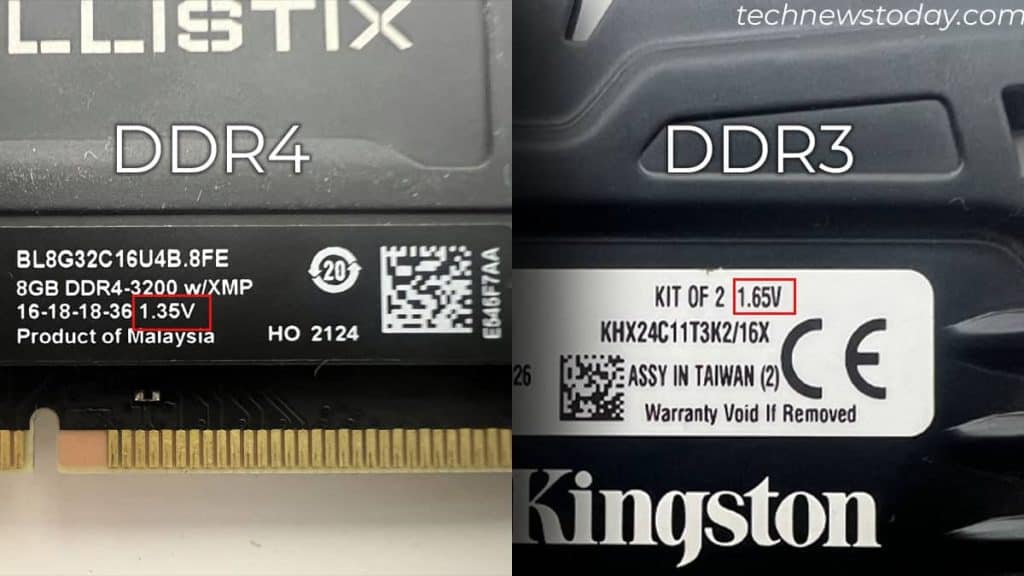 LLISTIX
DDR4
BL8G32C16U4B.8FE
8GB DDR4-3200 w/XMP
16-18-18-36 1.35V
Product of Malaysia
20
HO 2124
E646F7AA
technewstoday.com
DDR3
KIT OF 2 1.65V
KHX24C11T3K2/16X
26
ASSY IN TAIWAN (2)
CE
Warranty Void If Removed
Kingston